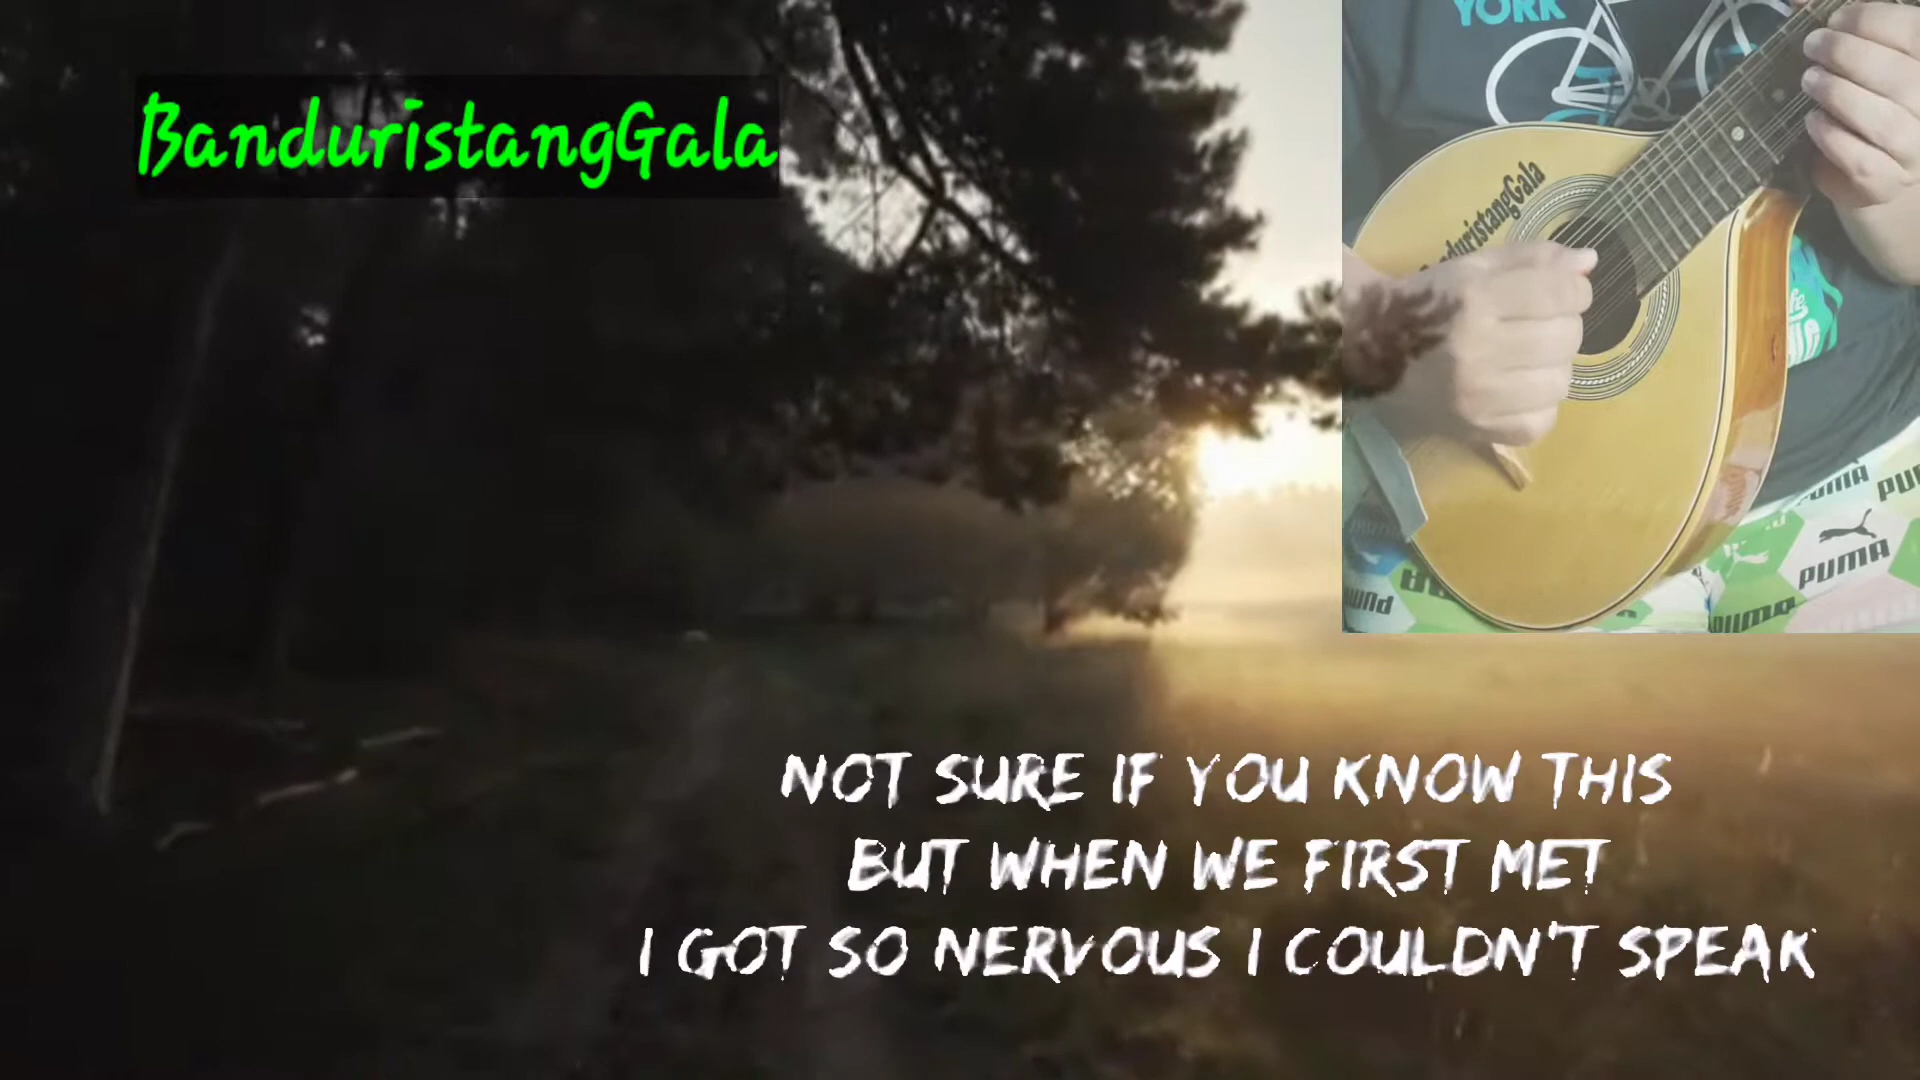 BanduristangGala
YORK
BanduristangGala
PUMA
PUMA
PUMA
NOT SURE IF YOU KNOW THIS
BUT WHEN WE FIRST MET
I GOT SO NERVOUS I COULDN'T SPEAK